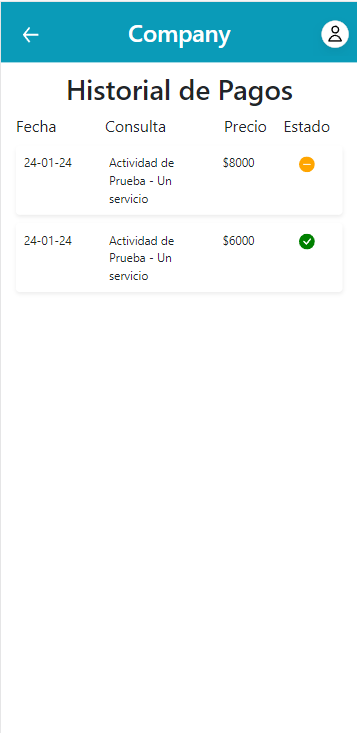 Company
Historial de Pagos
Fecha Consulta Precio Estado
24-01-24 Actividad de $8000
Prueba - Un
servicio
24-01-24 Actividad de $6000
Prueba - Un
servicio